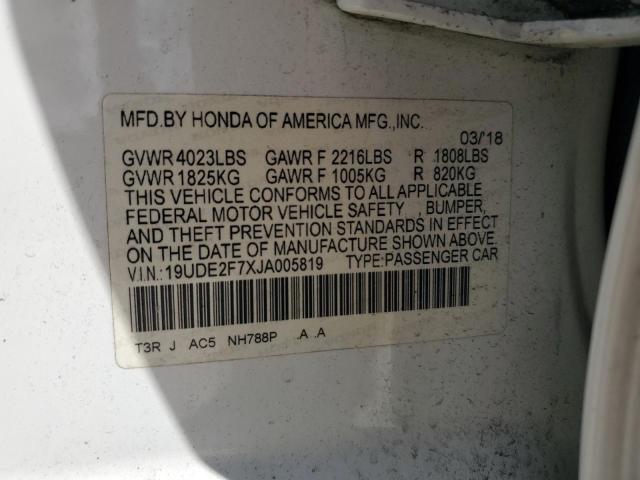 MFD.BY HONDA OF AMERICA MFG.,INC.
03/'18
GVWR 4023LBS GAWR F 2216LBS R 1808LBS
GVWR 1825KG GAWR F 1005KG R 820KG
THIS VEHICLE CONFORMS TO ALL APPLICABLE
FEDERAL MOTOR VEHICLE SAFETY , BUMPER,
AND THEFT PREVENTION STANDARDS IN EFFECT
ON THE DATE OF MANUFACTURE SHOWN ABOVE.
V.I.N.: 19UDE2F7XJA005819 TYPE:PASSENGER CAR
T3R J AC5 NH788P .A .A